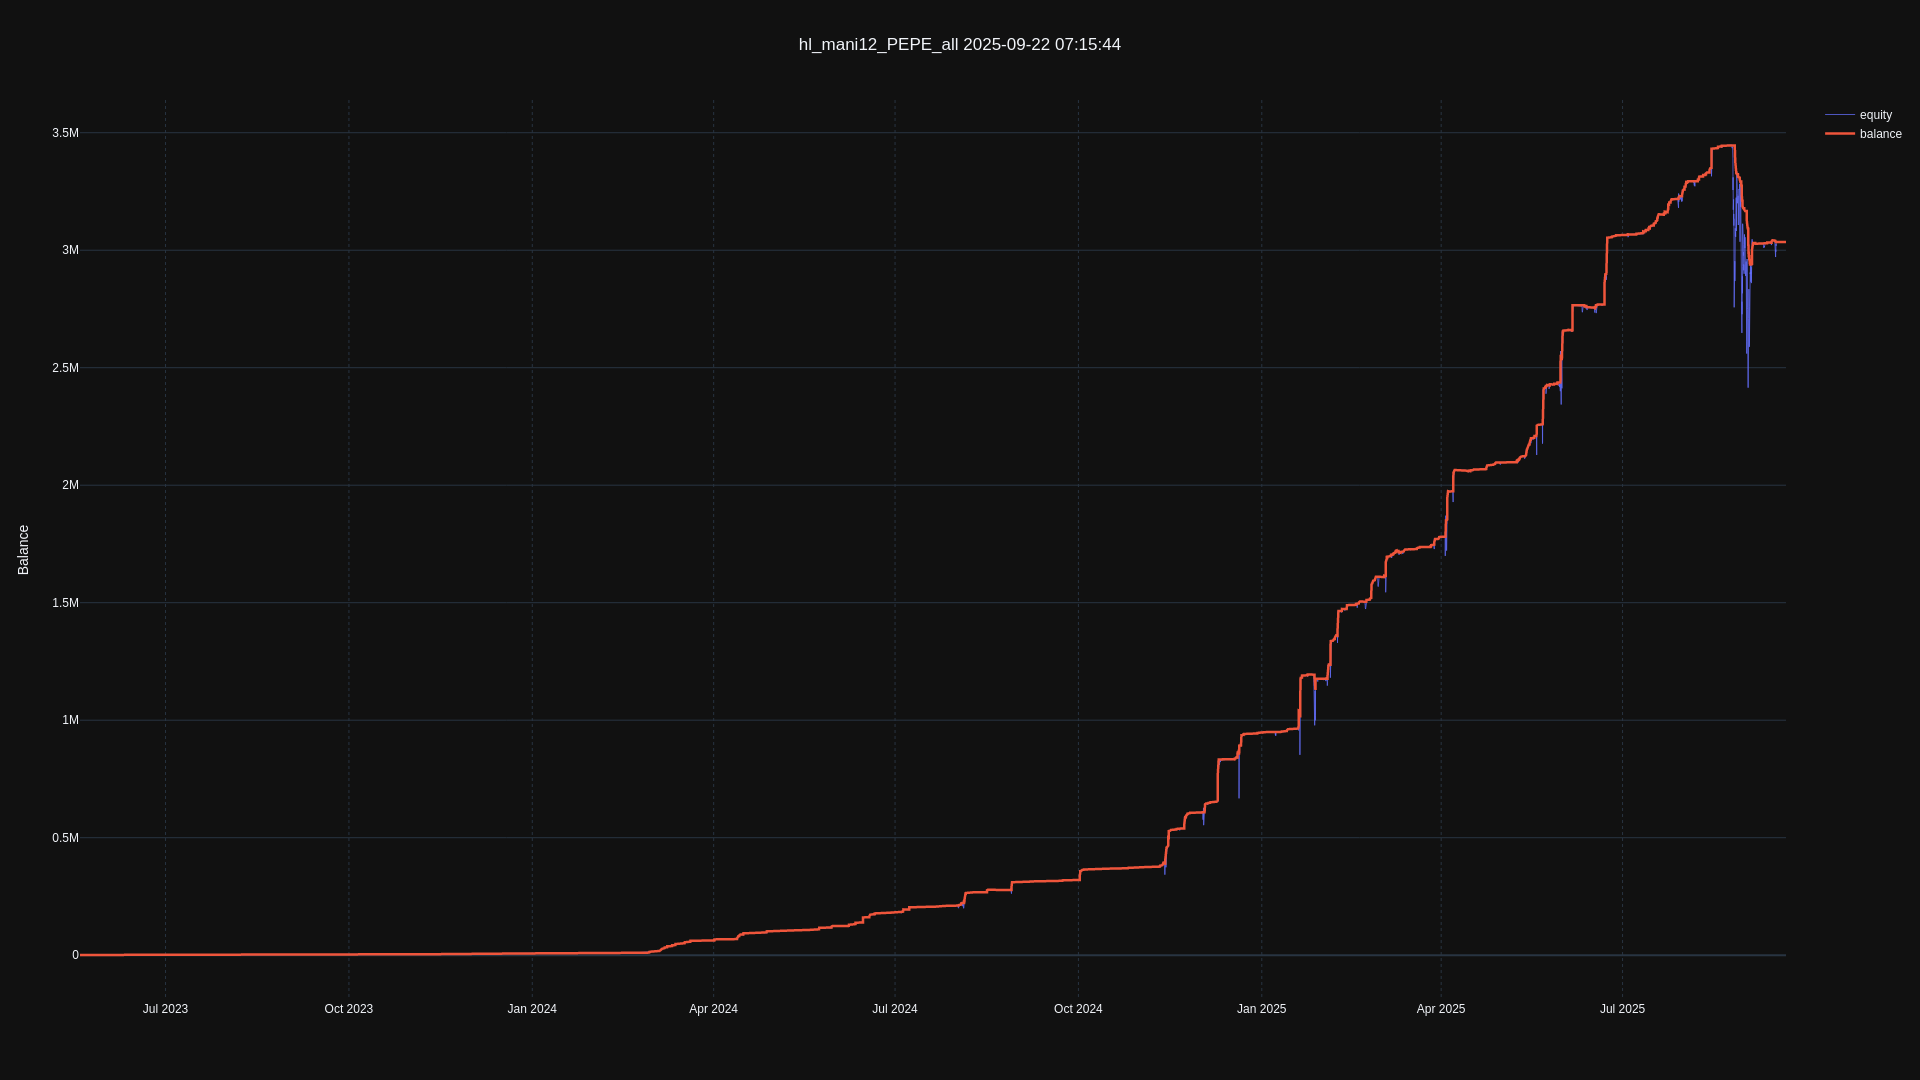 hl_mani12_PEPE_all 2025-09-22 07:15:44
equity
balance
3.5M
3M
2.5M
2M
1.5M
1M
0.5M
0
Balance
Jul 2023
Oct 2023
Jan 2024
Apr 2024
Jul 2024
Oct 2024
Jan 2025
Apr 2025
Jul 2025